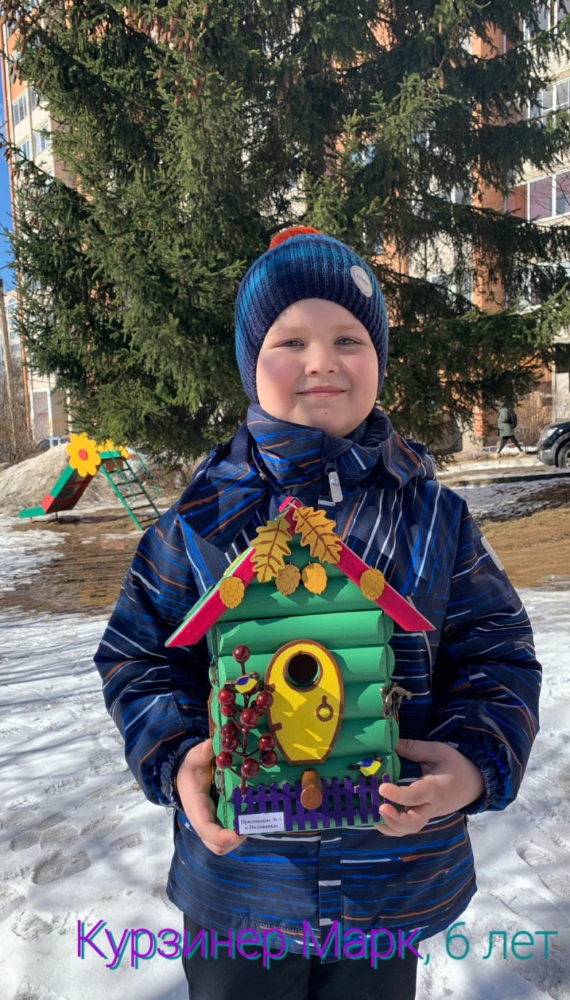 Приложение № 1
к Положению
Курзинер Марк, 6 лет